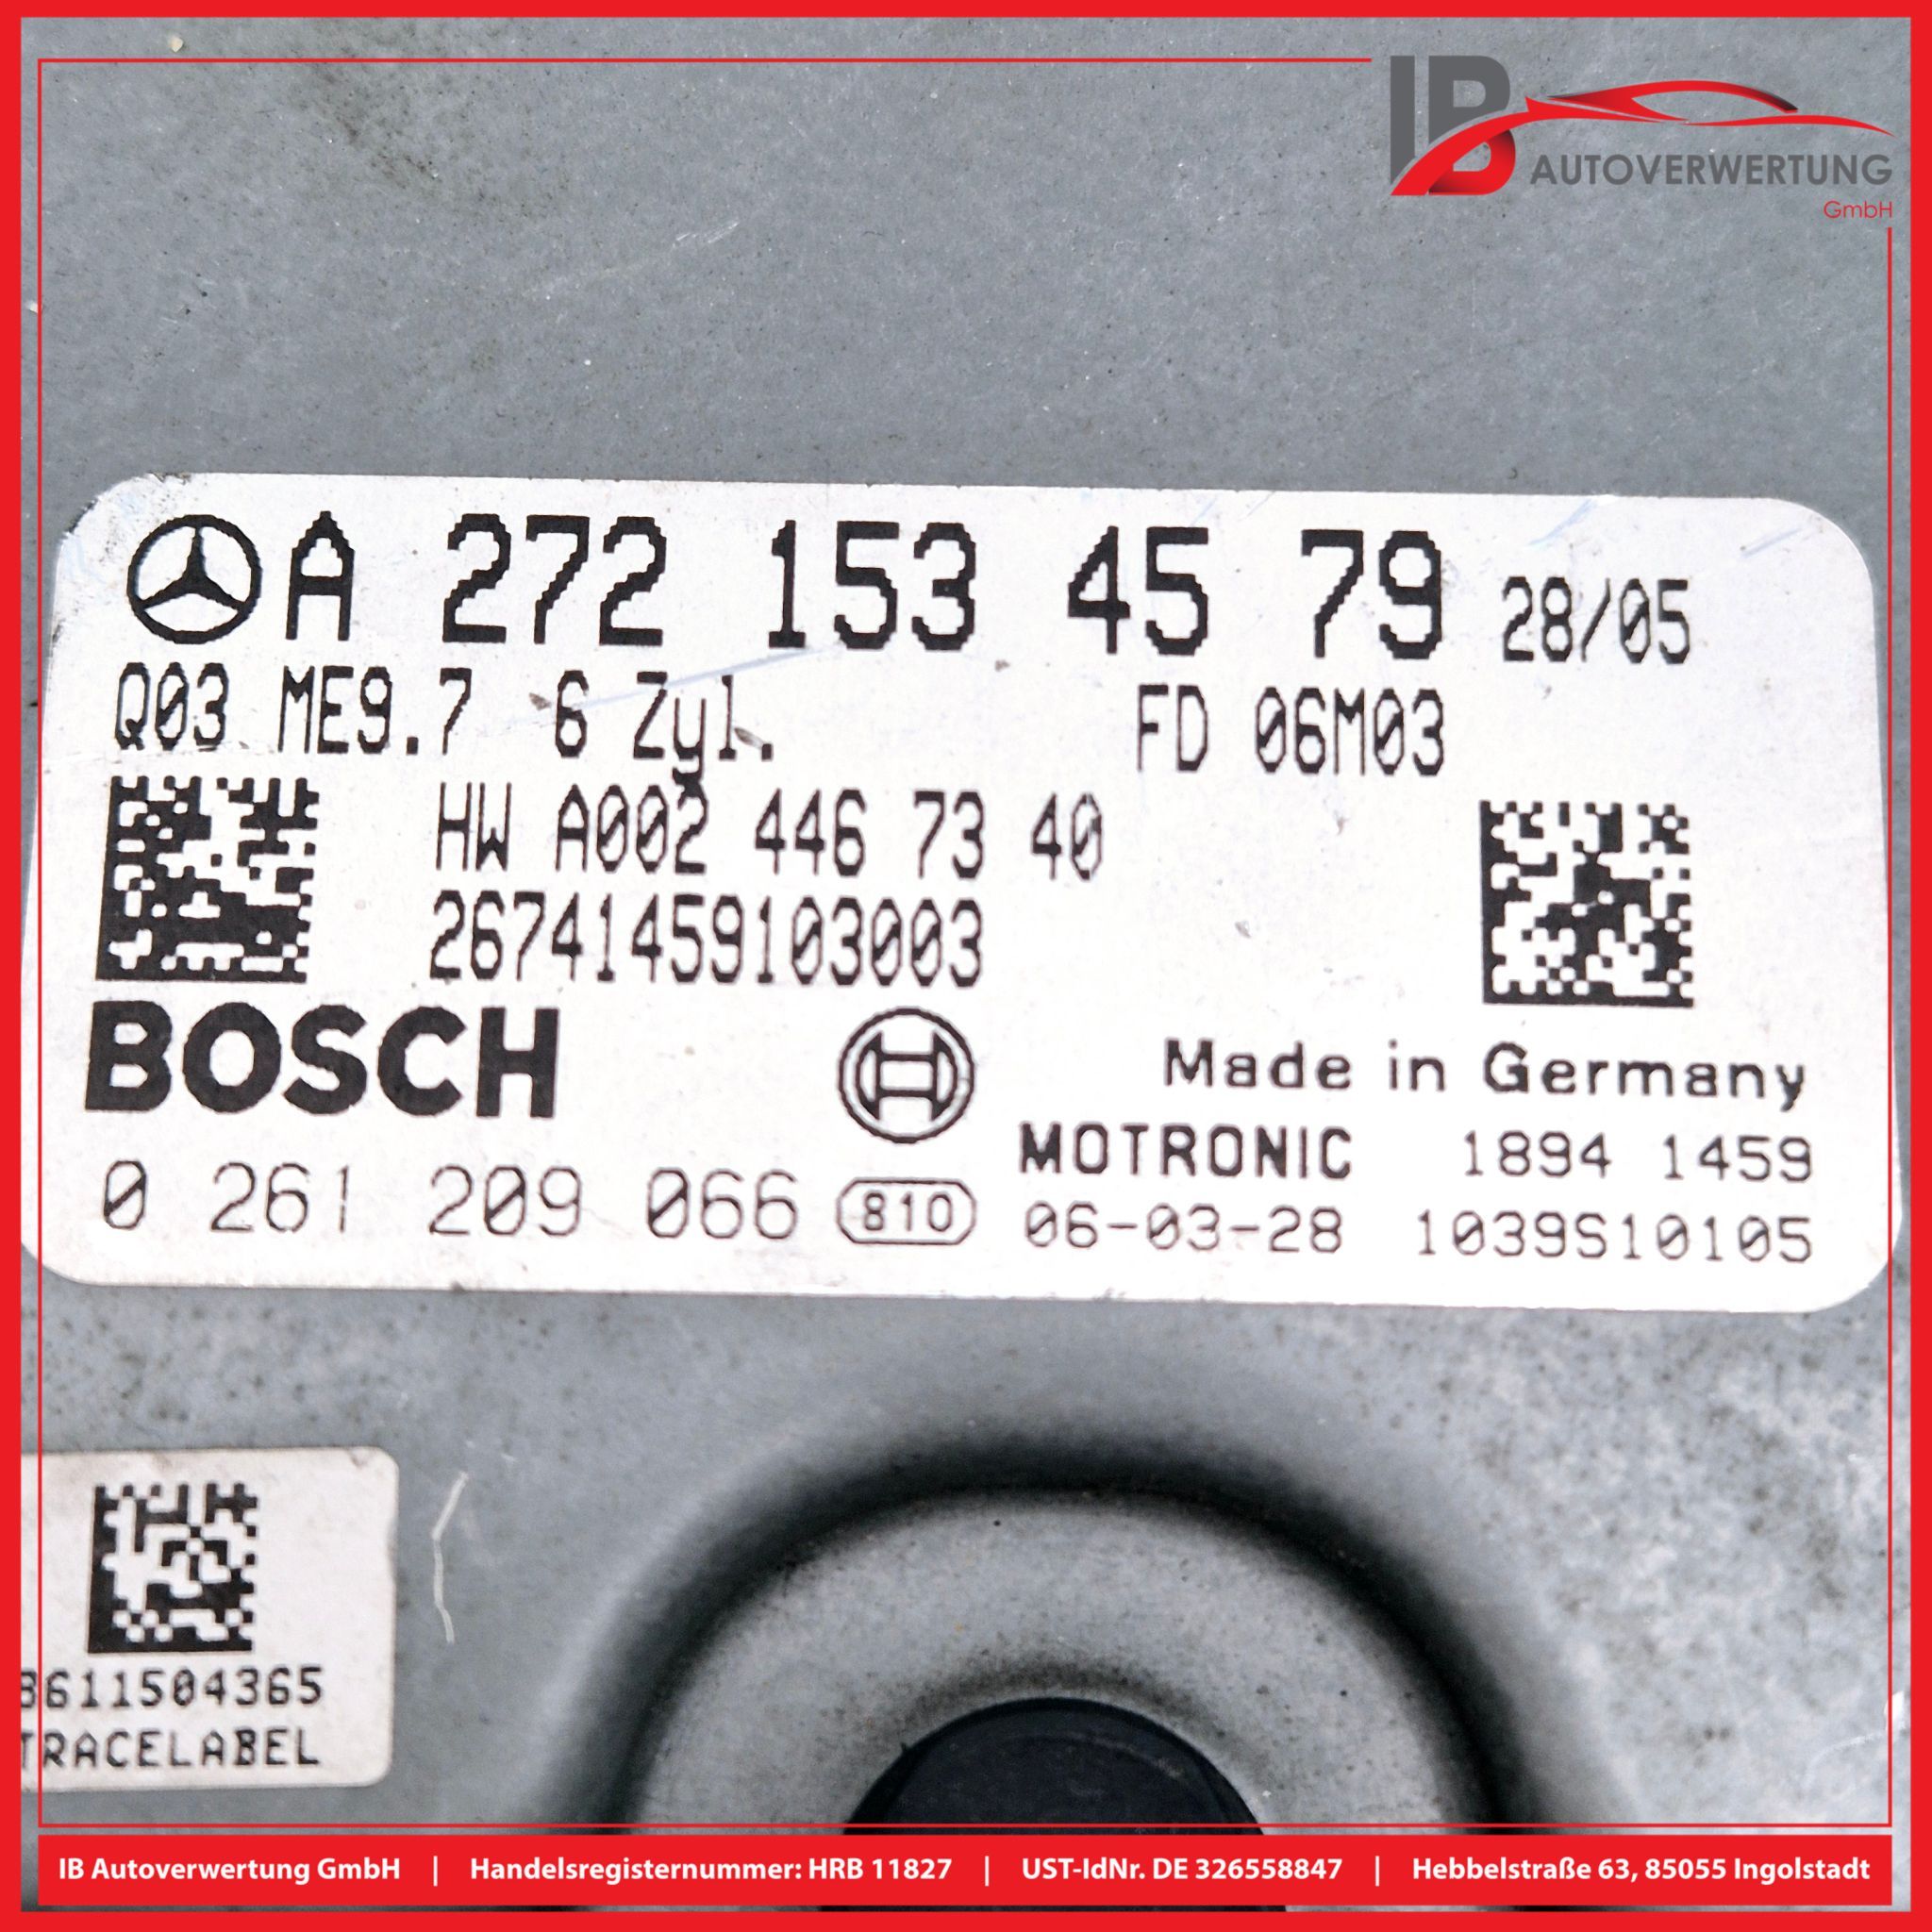 IB AUTOVERWERTUNG
GmbH
A 272 153 45 79 28/05
Q03 ME9.7 6 Zyl. FD 06M03
HW A002 446 73 40
26741459103003
BOSCH
Made in Germany
MOTRONIC 1894 1459
0 261 209 066 810 06-03-28 1039S10105
8611504365
TRACELABEL
IB Autoverwertung GmbH | Handelsregisternummer: HRB 11827 | UST-IdNr. DE 326558847 | Hebbelstraße 63, 85055 Ingolstadt